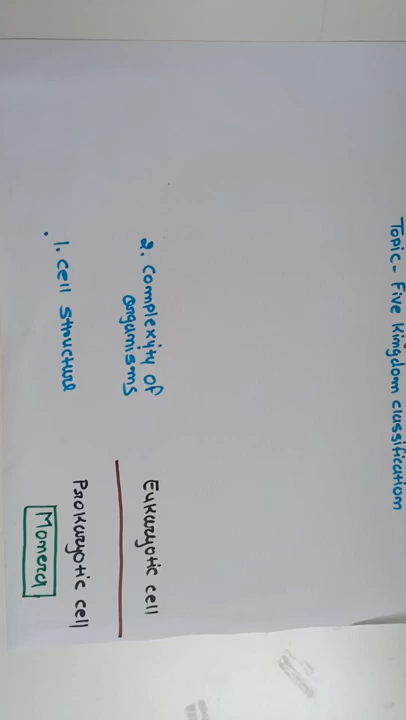 Topic- Five Kingdom classification
2. Complexity of
organisms
Eukaryotic cell
1. cell structure
Prokaryotic cell
Monera